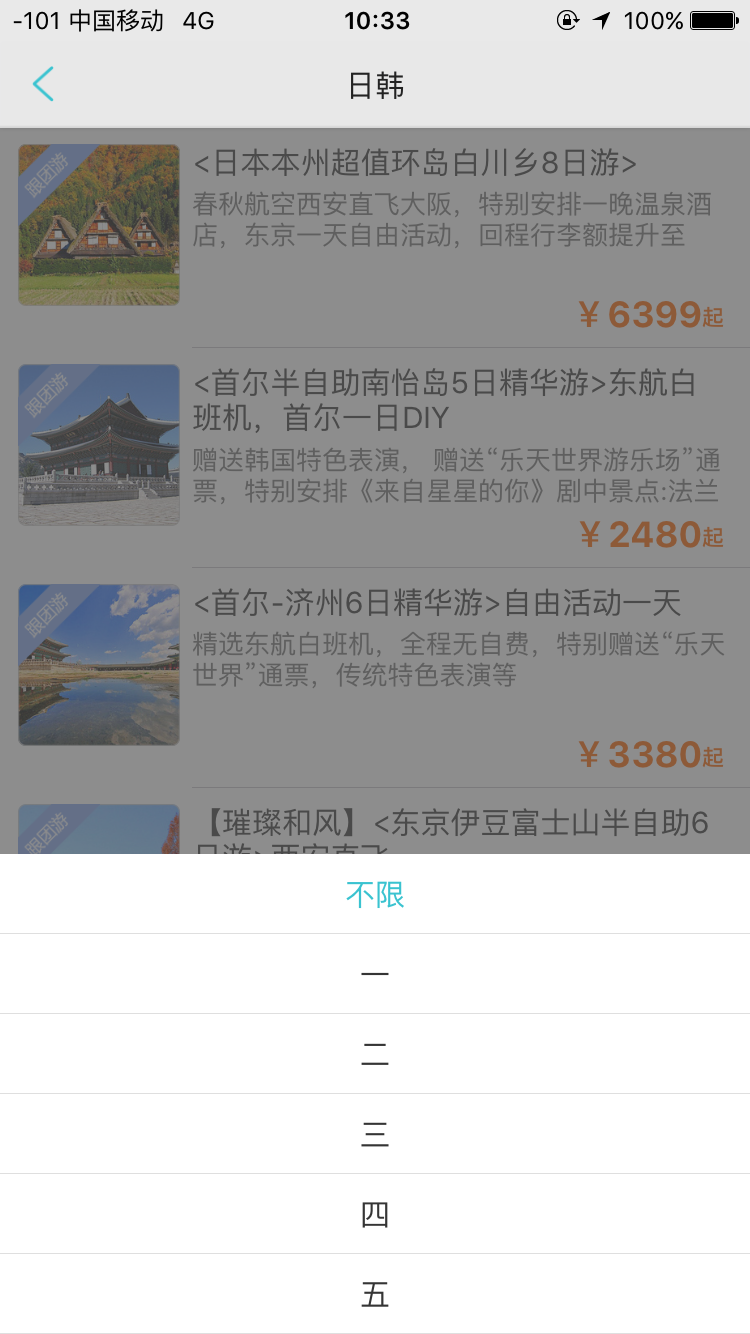 -101 中国移动 4G 10:33 100%
日韩
跟团游
<日本本州超值环岛白川乡8日游>
春秋航空西安直飞大阪，特别安排一晚温泉酒
店，东京一天自由活动，回程行李额提升至
¥ 6399起
跟团游
<首尔半自助南怡岛5日精华游>东航白
班机，首尔一日DIY
赠送韩国特色表演， 赠送“乐天世界游乐场”通
票，特别安排《来自星星的你》剧中景点:法兰
¥ 2480起
跟团游
<首尔-济州6日精华游>自由活动一天
精选东航白班机，全程无自费，特别赠送“乐天
世界”通票，传统特色表演等
¥ 3380起
跟团游
【璀璨和风】<东京伊豆富士山半自助6
日游>西安直飞
不限
一
二
三
四
五